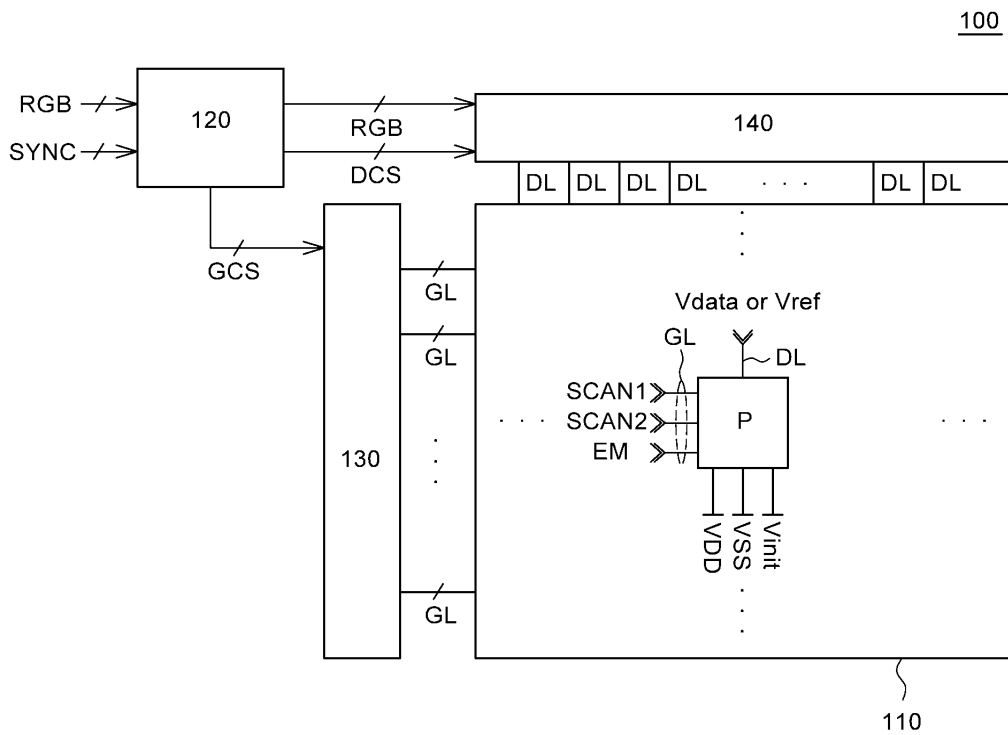 100
RGB
SYNC
120
RGB
DCS
140
DL DL DL DL . . . DL DL
GCS
GL
GL
Vdata or Vref
GL
DL
SCAN1
SCAN2
EM
P
. . .
. . .
130
VDD
VSS
Vinit
GL
110